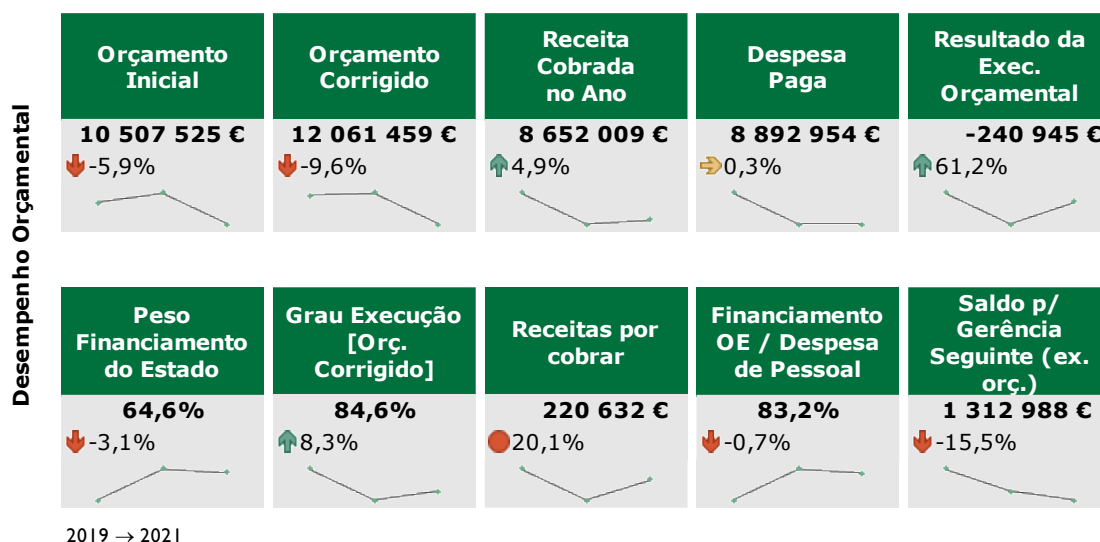 Desempenho Orçamental
Orçamento
Inicial
10 507 525 €
-5,9%
Orçamento
Corrigido
12 061 459 €
-9,6%
Receita
Cobrada
no Ano
8 652 009 €
4,9%
Despesa
Paga
8 892 954 €
0,3%
Resultado da
Exec.
Orçamental
-240 945 €
61,2%
Peso
Financiamento
do Estado
64,6%
-3,1%
Grau Execução
[Orç.
Corrigido]
84,6%
8,3%
Receitas por
cobrar
220 632 €
20,1%
Financiamento
OE / Despesa
de Pessoal
83,2%
-0,7%
Saldo p/
Gerência
Seguinte (ex.
orç.)
1 312 988 €
-15,5%
2019 → 2021